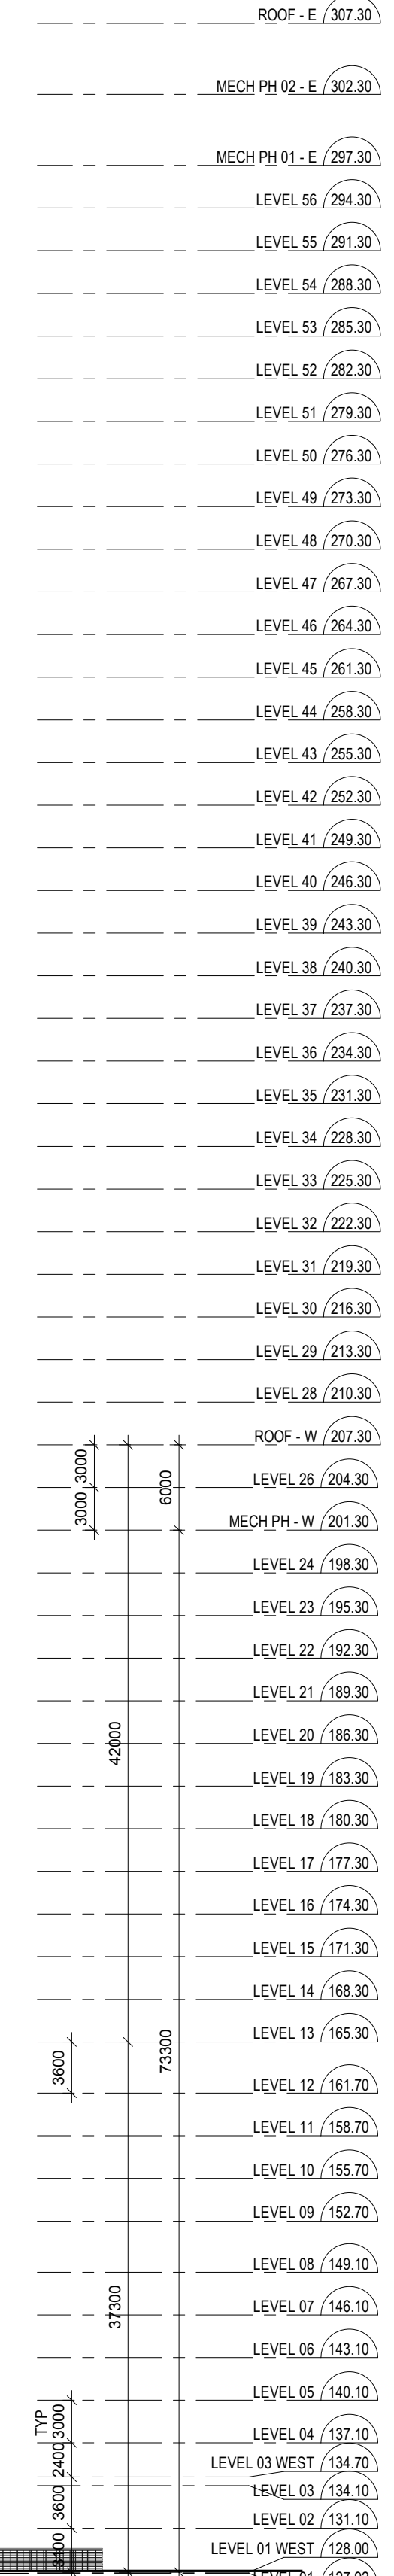 ROOF - E 307.30
MECH PH 02 - E 302.30
MECH PH 01 - E 297.30
LEVEL 56 294.30
LEVEL 55 291.30
LEVEL 54 288.30
LEVEL 53 285.30
LEVEL 52 282.30
LEVEL 51 279.30
LEVEL 50 276.30
LEVEL 49 273.30
LEVEL 48 270.30
LEVEL 47 267.30
LEVEL 46 264.30
LEVEL 45 261.30
LEVEL 44 258.30
LEVEL 43 255.30
LEVEL 42 252.30
LEVEL 41 249.30
LEVEL 40 246.30
LEVEL 39 243.30
LEVEL 38 240.30
LEVEL 37 237.30
LEVEL 36 234.30
LEVEL 35 231.30
LEVEL 34 228.30
LEVEL 33 225.30
LEVEL 32 222.30
LEVEL 31 219.30
LEVEL 30 216.30
LEVEL 29 213.30
LEVEL 28 210.30
ROOF - W 207.30
3000
LEVEL 26 204.30
6000
3000
MECH PH - W 201.30
LEVEL 24 198.30
LEVEL 23 195.30
LEVEL 22 192.30
LEVEL 21 189.30
LEVEL 20 186.30
42000
LEVEL 19 183.30
LEVEL 18 180.30
LEVEL 17 177.30
LEVEL 16 174.30
LEVEL 15 171.30
LEVEL 14 168.30
LEVEL 13 165.30
73300
3600
LEVEL 12 161.70
LEVEL 11 158.70
LEVEL 10 155.70
LEVEL 09 152.70
LEVEL 08 149.10
LEVEL 07 146.10
37300
LEVEL 06 143.10
LEVEL 05 140.10
TYP
3000
LEVEL 04 137.10
2400
LEVEL 03 WEST 134.70
LEVEL 03 134.10
3600
LEVEL 02 131.10
LEVEL 01 WEST 128.00